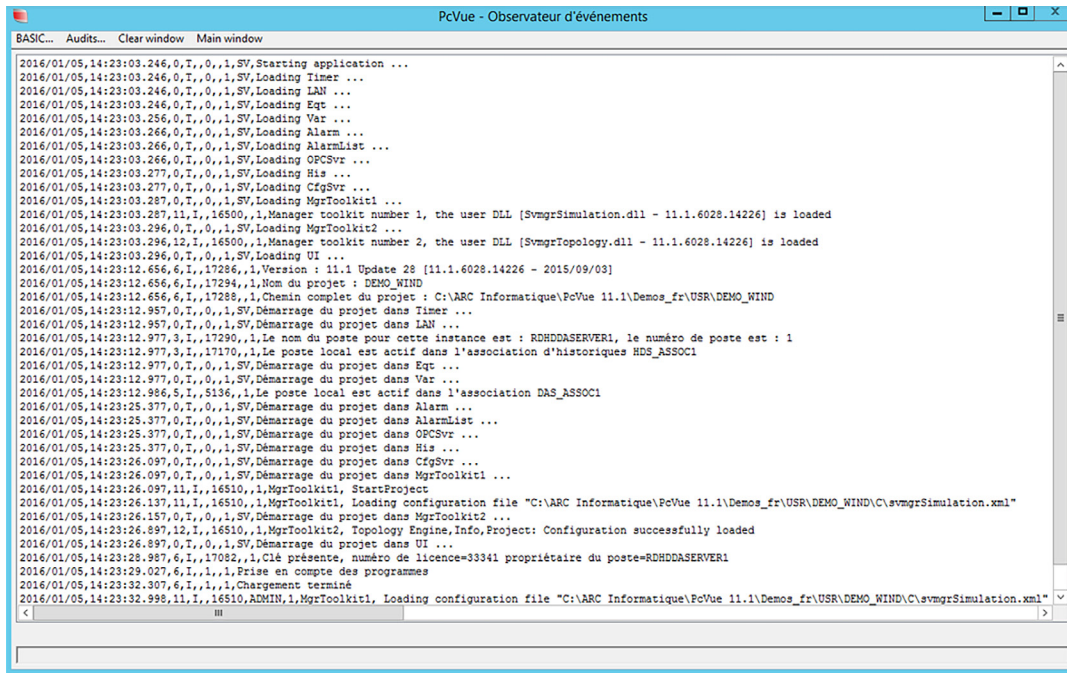 PcVue - Observateur d'événements
BASIC... Audits... Clear window Main window
2016/01/05,14:23:03.246,0,T,,0,,1,SV,Starting application ...
2016/01/05,14:23:03.246,0,T,,0,,1,SV,Loading Timer ...
2016/01/05,14:23:03.246,0,T,,0,,1,SV,Loading LAN ...
2016/01/05,14:23:03.246,0,T,,0,,1,SV,Loading Eqt ...
2016/01/05,14:23:03.256,0,T,,0,,1,SV,Loading Var ...
2016/01/05,14:23:03.266,0,T,,0,,1,SV,Loading Alarm ...
2016/01/05,14:23:03.266,0,T,,0,,1,SV,Loading AlarmList ...
2016/01/05,14:23:03.266,0,T,,0,,1,SV,Loading OPCSvr ...
2016/01/05,14:23:03.277,0,T,,0,,1,SV,Loading His ...
2016/01/05,14:23:03.277,0,T,,0,,1,SV,Loading CfgSvr ...
2016/01/05,14:23:03.287,0,T,,0,,1,SV,Loading MgrToolkit1 ...
2016/01/05,14:23:03.287,11,I,,16500,,1,Manager toolkit number 1, the user DLL [SvmgrSimulation.dll - 11.1.6028.14226] is loaded
2016/01/05,14:23:03.296,0,T,,0,,1,SV,Loading MgrToolkit2 ...
2016/01/05,14:23:03.296,12,I,,16500,,1,Manager toolkit number 2, the user DLL [SvmgrTopology.dll - 11.1.6028.14226] is loaded
2016/01/05,14:23:03.296,0,T,,0,,1,SV,Loading UI ...
2016/01/05,14:23:12.656,6,I,,17286,,1,Version : 11.1 Update 28 [11.1.6028.14226 - 2015/09/03]
2016/01/05,14:23:12.656,6,I,,17294,,1,Nom du projet : DEMO_WIND
2016/01/05,14:23:12.656,6,I,,17288,,1,Chemin complet du projet : C:\ARC Informatique\PcVue 11.1\Demos_fr\USR\DEMO_WIND
2016/01/05,14:23:12.957,0,T,,0,,1,SV,Démarrage du projet dans Timer ...
2016/01/05,14:23:12.957,0,T,,0,,1,SV,Démarrage du projet dans LAN ...
2016/01/05,14:23:12.977,3,I,,17290,,1,Le nom du poste pour cette instance est : RDHDDASERVER1, le numéro de poste est : 1
2016/01/05,14:23:12.977,3,I,,17170,,1,Le poste local est actif dans l'association d'historiques HDS_ASSOC1
2016/01/05,14:23:12.977,0,T,,0,,1,SV,Démarrage du projet dans Eqt ...
2016/01/05,14:23:12.977,0,T,,0,,1,SV,Démarrage du projet dans Var ...
2016/01/05,14:23:12.986,5,I,,5136,,1,Le poste local est actif dans l'association DAS_ASSOC1
2016/01/05,14:23:25.377,0,T,,0,,1,SV,Démarrage du projet dans Alarm ...
2016/01/05,14:23:25.377,0,T,,0,,1,SV,Démarrage du projet dans AlarmList ...
2016/01/05,14:23:25.377,0,T,,0,,1,SV,Démarrage du projet dans OPCSvr ...
2016/01/05,14:23:25.377,0,T,,0,,1,SV,Démarrage du projet dans His ...
2016/01/05,14:23:26.097,0,T,,0,,1,SV,Démarrage du projet dans CfgSvr ...
2016/01/05,14:23:26.097,0,T,,0,,1,SV,Démarrage du projet dans MgrToolkit1 ...
2016/01/05,14:23:26.097,11,I,,16510,,1,MgrToolkit1, StartProject
2016/01/05,14:23:26.137,11,I,,16510,,1,MgrToolkit1, Loading configuration file "C:\ARC Informatique\PcVue 11.1\Demos_fr\USR\DEMO_WIND\C\svmgrSimulation.xml"
2016/01/05,14:23:26.157,0,T,,0,,1,SV,Démarrage du projet dans MgrToolkit2 ...
2016/01/05,14:23:26.897,12,I,,16510,,1,MgrToolkit2, Topology Engine,Info,Project: Configuration successfully loaded
2016/01/05,14:23:26.897,0,T,,0,,1,SV,Démarrage du projet dans UI ...
2016/01/05,14:23:28.987,6,I,,17082,,1,Clé présente, numéro de licence=33341 propriétaire du poste=RDHDDASERVER1
2016/01/05,14:23:29.027,6,I,,1,,1,Prise en compte des programmes
2016/01/05,14:23:32.307,6,I,,1,,1,Chargement terminé
2016/01/05,14:23:32.998,11,I,,16510,ADMIN,1,MgrToolkit1, Loading configuration file "C:\ARC Informatique\PcVue 11.1\Demos_fr\USR\DEMO_WIND\C\svmgrSimulation.xml"